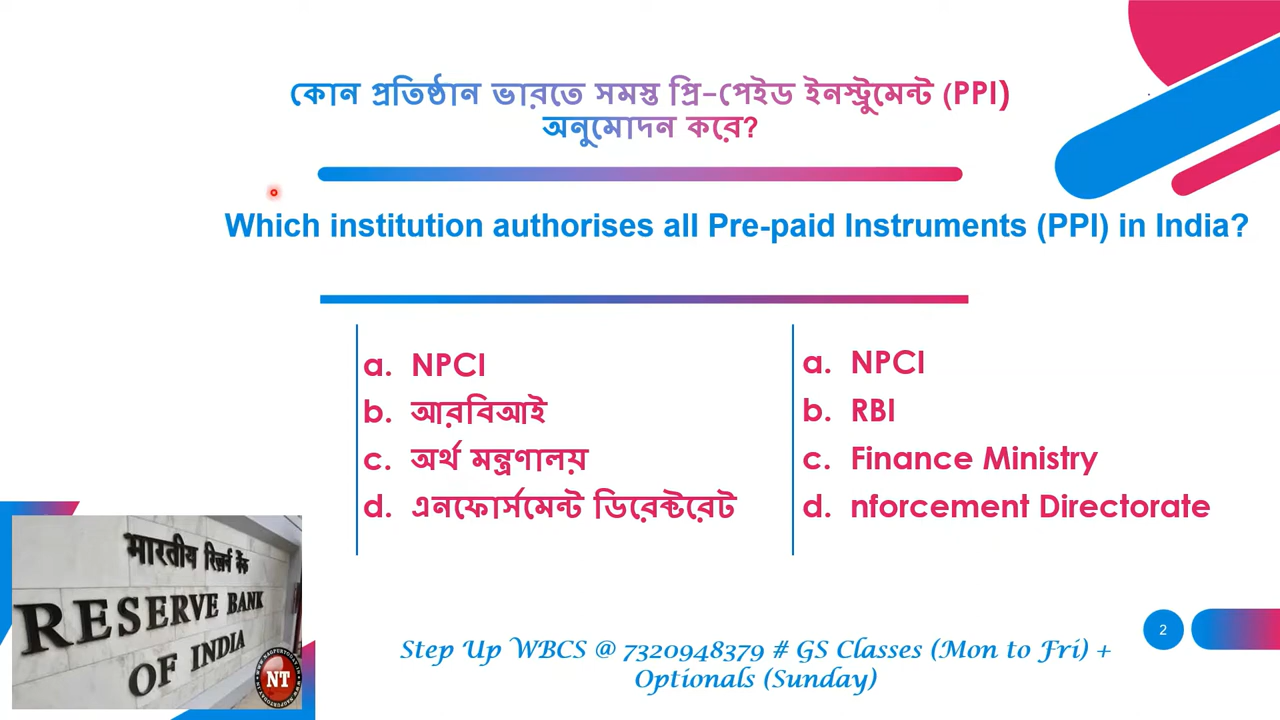 কোন প্রতিষ্ঠান ভারতে সমস্ত প্রি-পেইড ইনস্ট্রুমেন্ট (PPI)
অনুমোদন করে?
Which institution authorises all Pre-paid Instruments (PPI) in India?
a. NPCI
b. আরবিআই
c. অর্থ মন্ত্রণালয়
d. এনফোর্সমেন্ট ডিরেক্টরেট
a. NPCI
b. RBI
c. Finance Ministry
d. nforcement Directorate
भारतीय रिज़र्व बैंक
RESERVE BANK
OF INDIA
NT
2
Step Up WBCS @ 7320948379 # GS Classes (Mon to Fri) +
Optionals (Sunday)